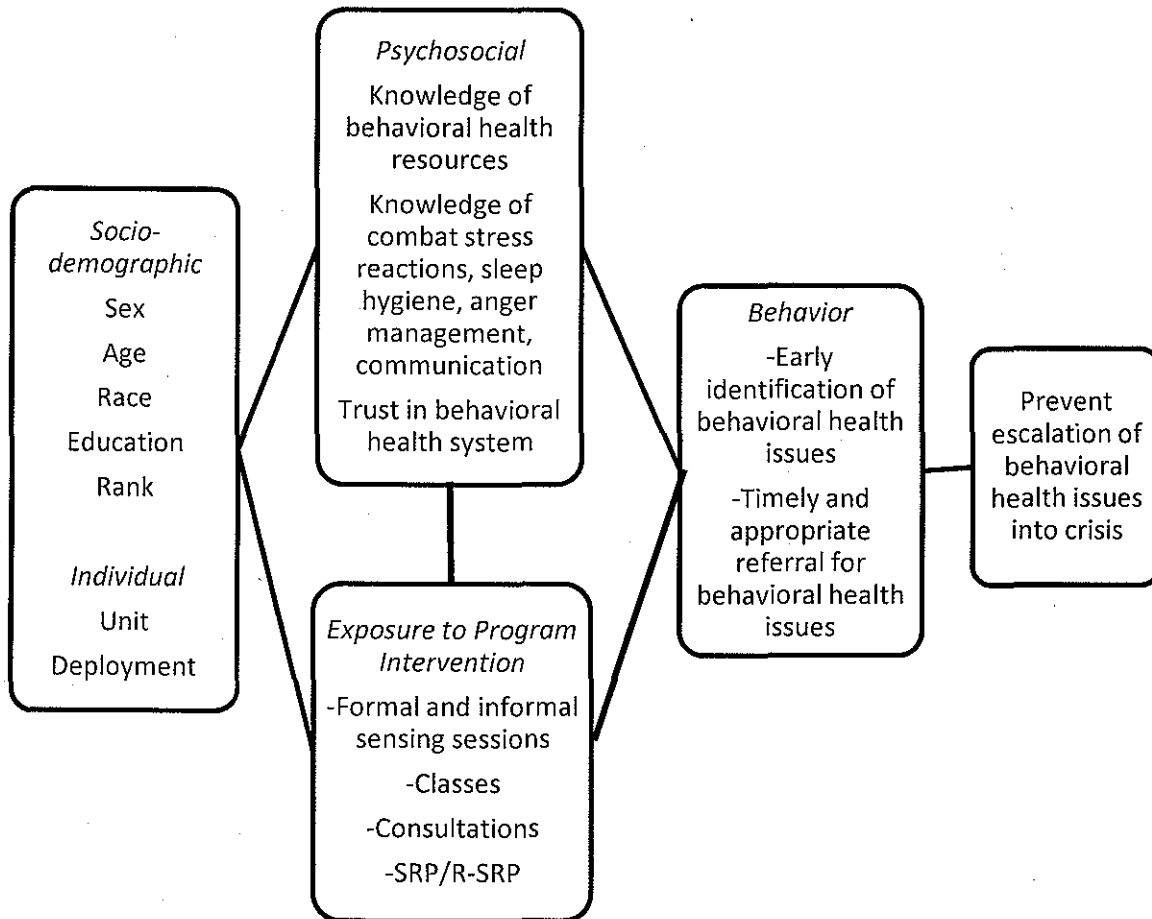 Socio-
demographic
Sex
Age
Race
Education
Rank
Individual
Unit
Deployment
Psychosocial
Knowledge of
behavioral health
resources
Knowledge of
combat stress
reactions, sleep
hygiene, anger
management,
communication
Trust in behavioral
health system
Exposure to Program
Intervention
-Formal and informal
sensing sessions
-Classes
-Consultations
-SRP/R-SRP
Behavior
-Early
identification of
behavioral health
issues
-Timely and
appropriate
referral for
behavioral health
issues
Prevent
escalation of
behavioral
health issues
into crisis